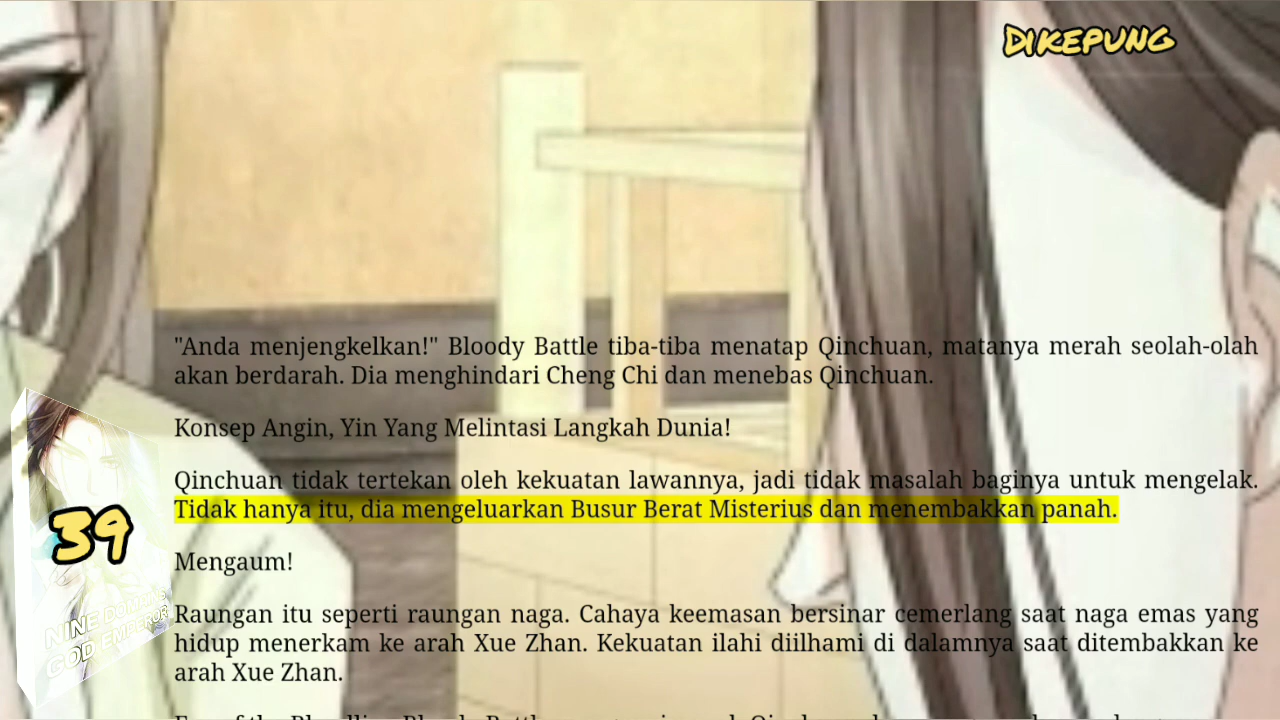 DIKEPUNG
"Anda menjengkelkan!" Bloody Battle tiba-tiba menatap Qinchuan, matanya merah seolah-olah
akan berdarah. Dia menghindari Cheng Chi dan menebas Qinchuan.
Konsep Angin, Yin Yang Melintasi Langkah Dunia!
Qinchuan tidak tertekan oleh kekuatan lawannya, jadi tidak masalah baginya untuk mengelak.
Tidak hanya itu, dia mengeluarkan Busur Berat Misterius dan menembakkan panah.
Mengaum!
Raungan itu seperti raungan naga. Cahaya keemasan bersinar cemerlang saat naga emas yang
hidup menerkam ke arah Xue Zhan. Kekuatan ilahi diilhami di dalamnya saat ditembakkan ke
arah Xue Zhan.
39
NINE DOMAINS
GOD EMPEROR